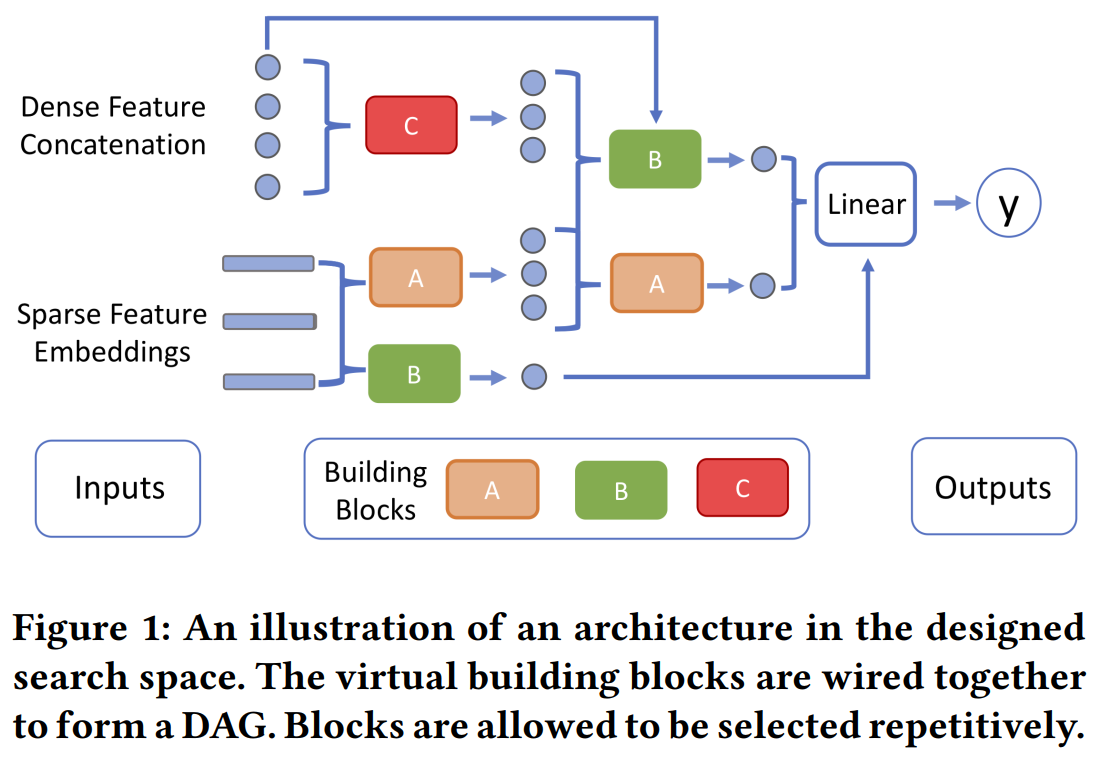 Dense Feature
Concatenation
C
B
Linear
y
A
A
Sparse Feature
Embeddings
B
Inputs
Building
Blocks
A
B
C
Outputs
Figure 1: An illustration of an architecture in the designed
search space. The virtual building blocks are wired together
to form a DAG. Blocks are allowed to be selected repetitively.